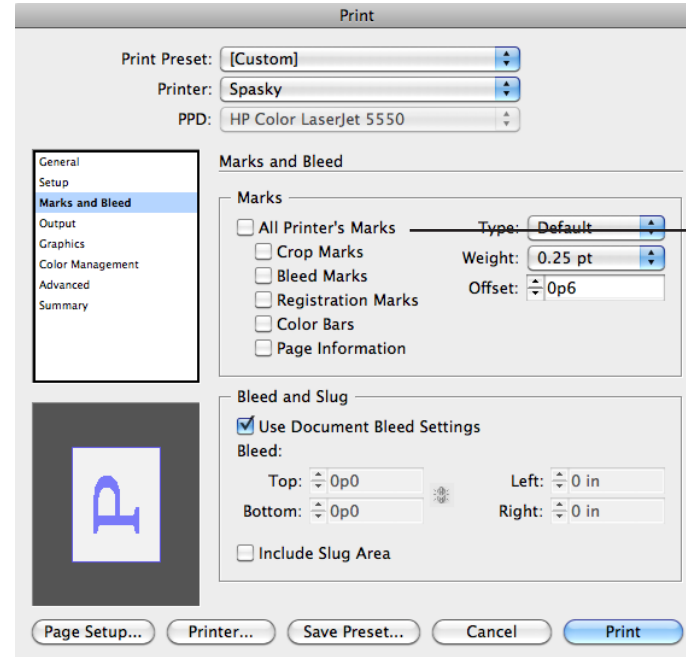 Print
Print Preset: [Custom]
Printer: Spasky
PPD: HP Color LaserJet 5550
General
Setup
Marks and Bleed
Output
Graphics
Color Management
Advanced
Summary
Marks and Bleed
Marks
All Printer's Marks Type: Default
Crop Marks Weight: 0.25 pt
Bleed Marks Offset: 0p6
Registration Marks
Color Bars
Page Information
Bleed and Slug
Use Document Bleed Settings
Bleed:
Top: 0p0 Left: 0 in
Bottom: 0p0 Right: 0 in
Include Slug Area
P
Page Setup... Printer... Save Preset... Cancel Print